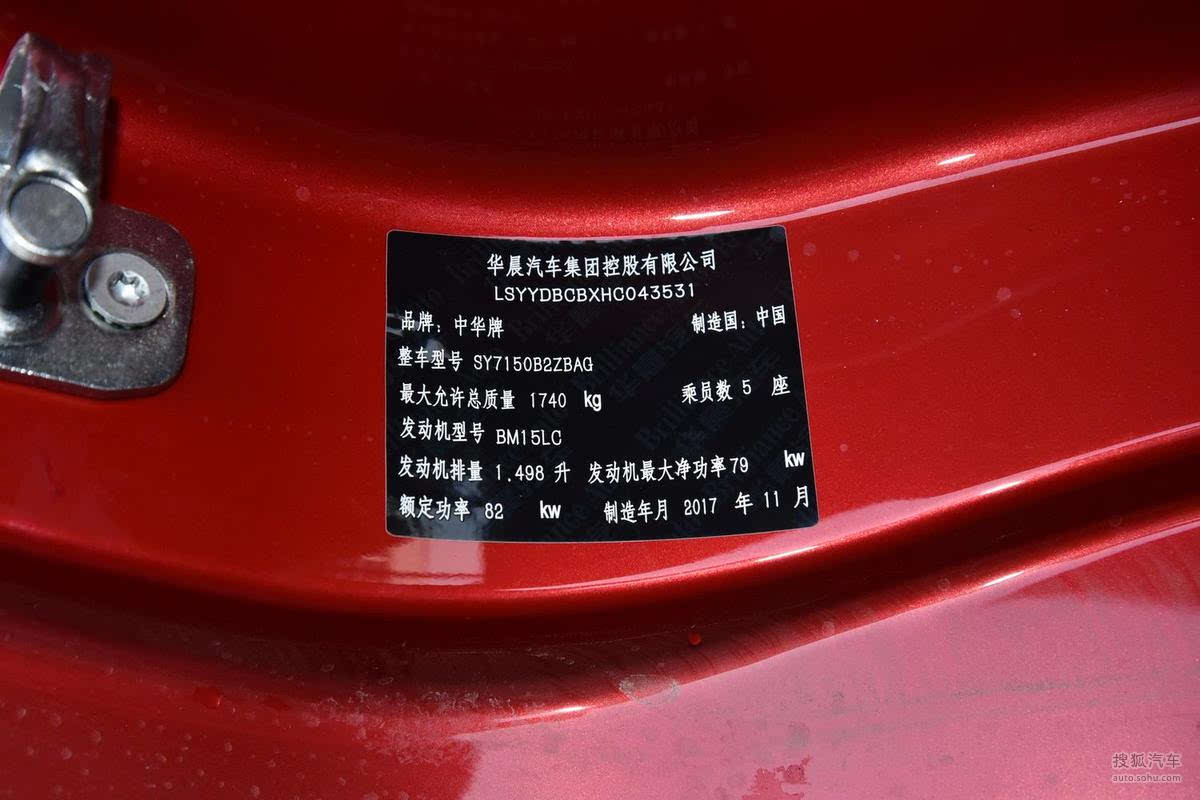 华晨汽车集团控股有限公司
LSYYDBCBXHC043531
品牌：中华牌 制造国：中国
整车型号 SY7150B2ZBAG
最大允许总质量 1740 kg 乘员数 5 座
发动机型号 BM15LC
发动机排量 1.498 升 发动机最大净功率79 kw
额定功率 82 kw 制造年月 2017 年 11 月
搜狐汽车
auto.sohu.com